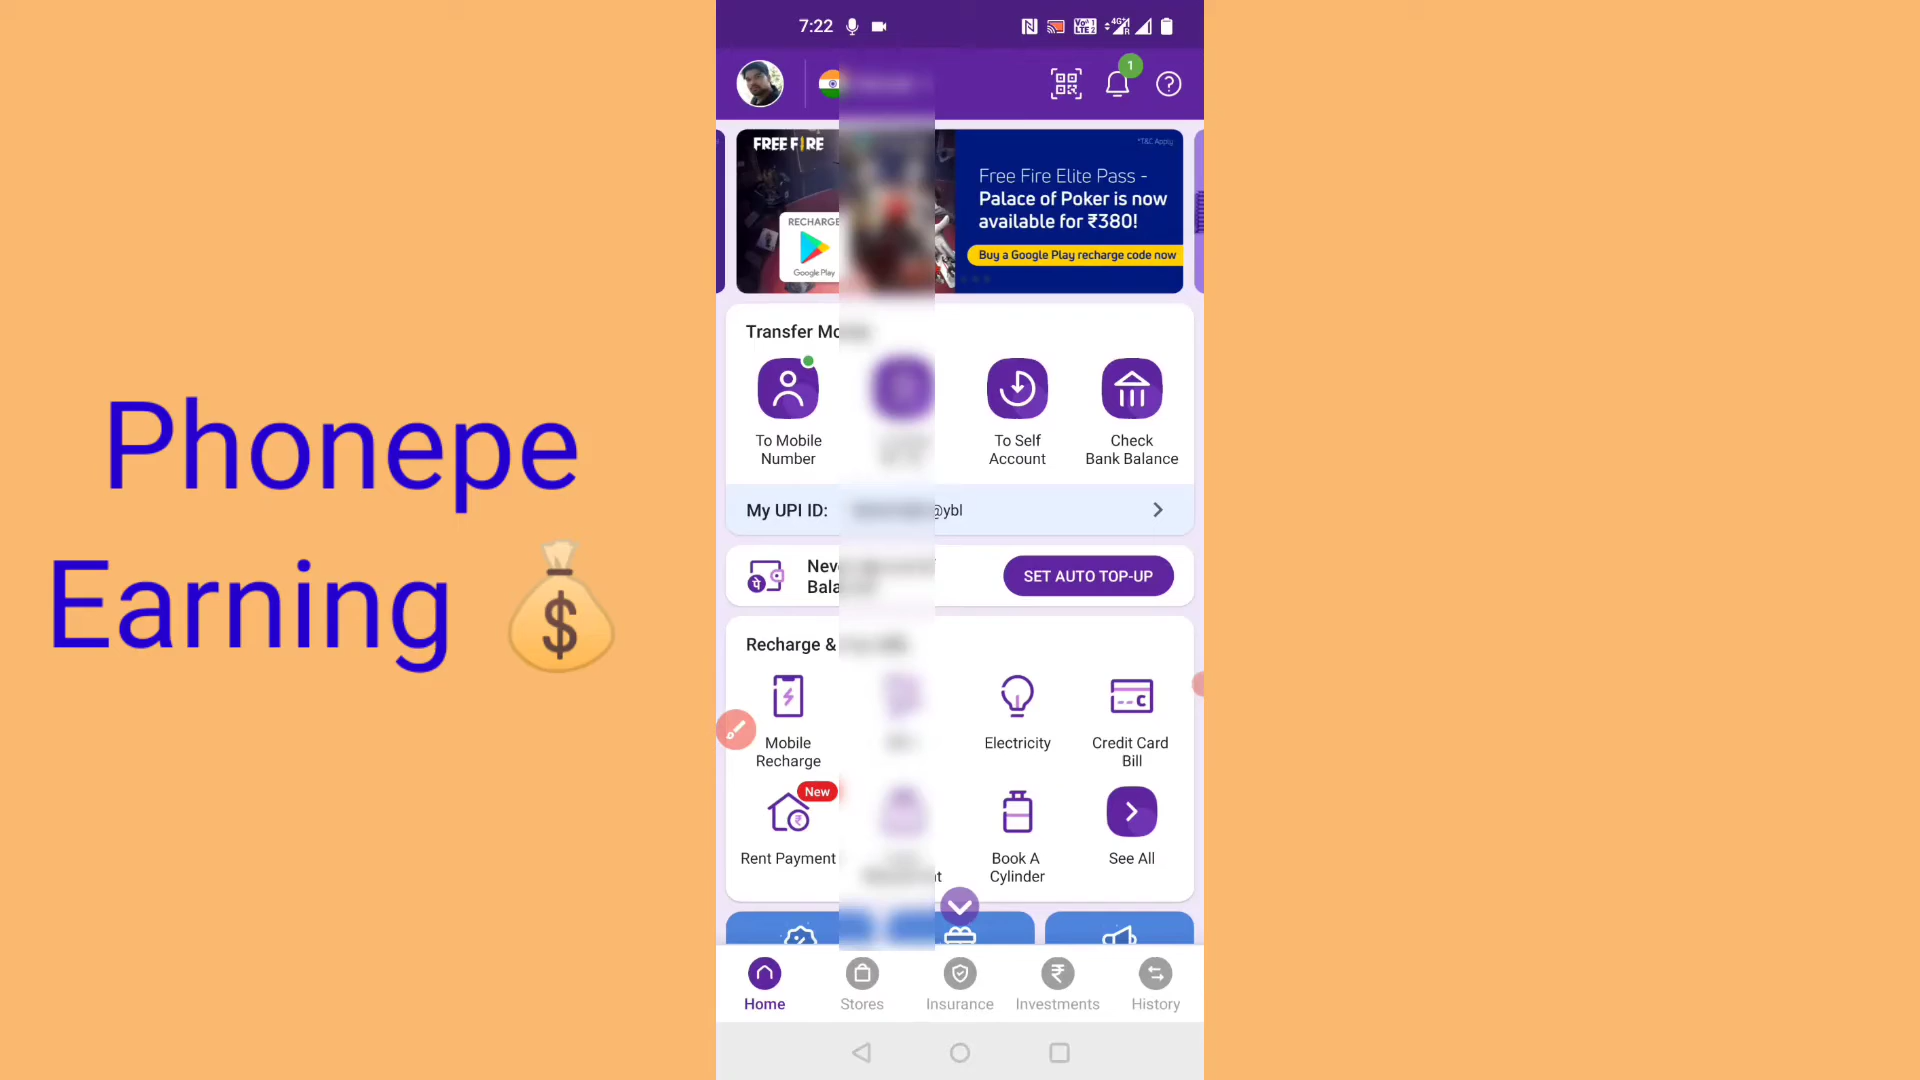 Phonepe
Earning
7:22
1
FREE FIRE
*T&C Apply
Free Fire Elite Pass -
Palace of Poker is now
available for ₹380!
Buy a Google Play recharge code now
RECHARGE
Google Play
Transfer
To Mobile
Number
To Self
Account
Check
Bank Balance
My UPI ID:
@ybl
SET AUTO TOP-UP
Recharge &
Mobile
Recharge
Electricity
Credit Card
Bill
New
Rent Payment
Book A
Cylinder
See All
Home
Stores
Insurance
Investments
History